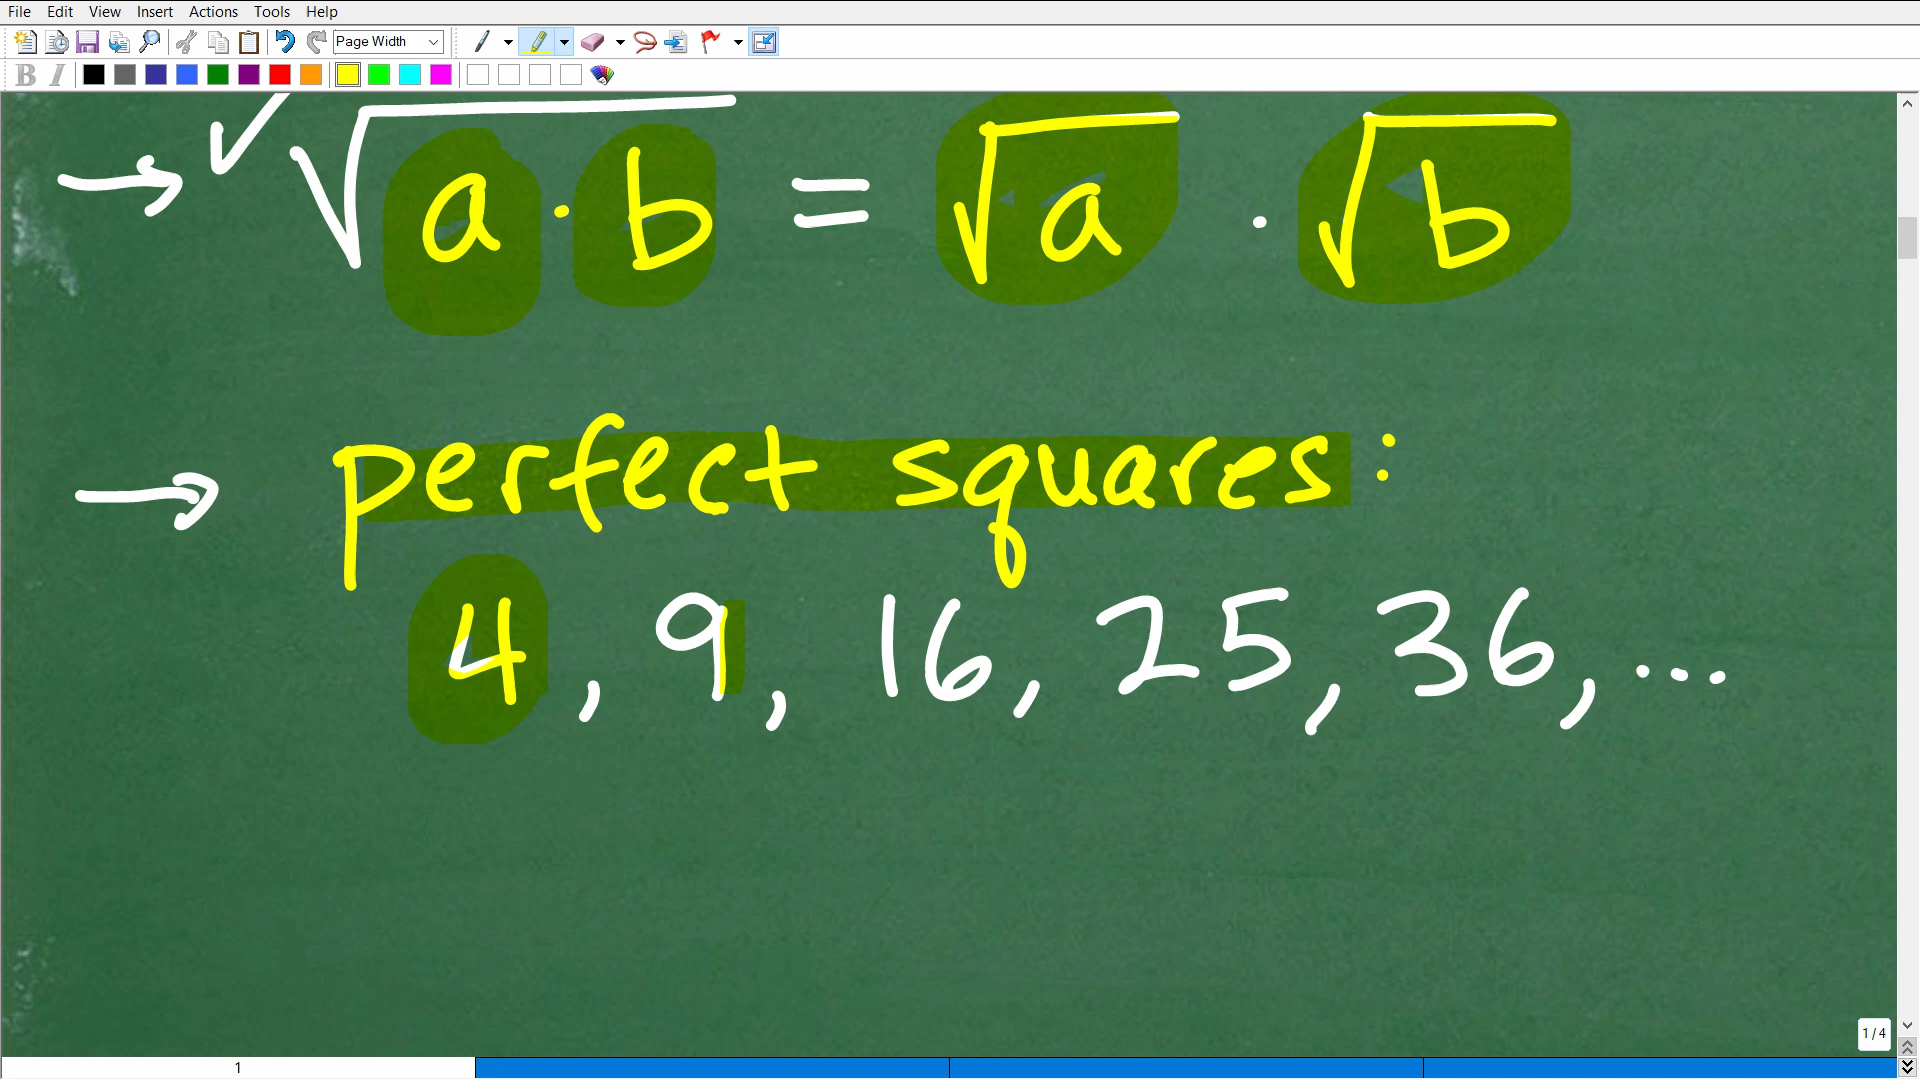 File Edit View Insert Actions Tools Help
Page Width
B I
→ √a · b = √a · √b
→ perfect squares:
4, 9, 16, 25, 36, ...
1 / 4
1